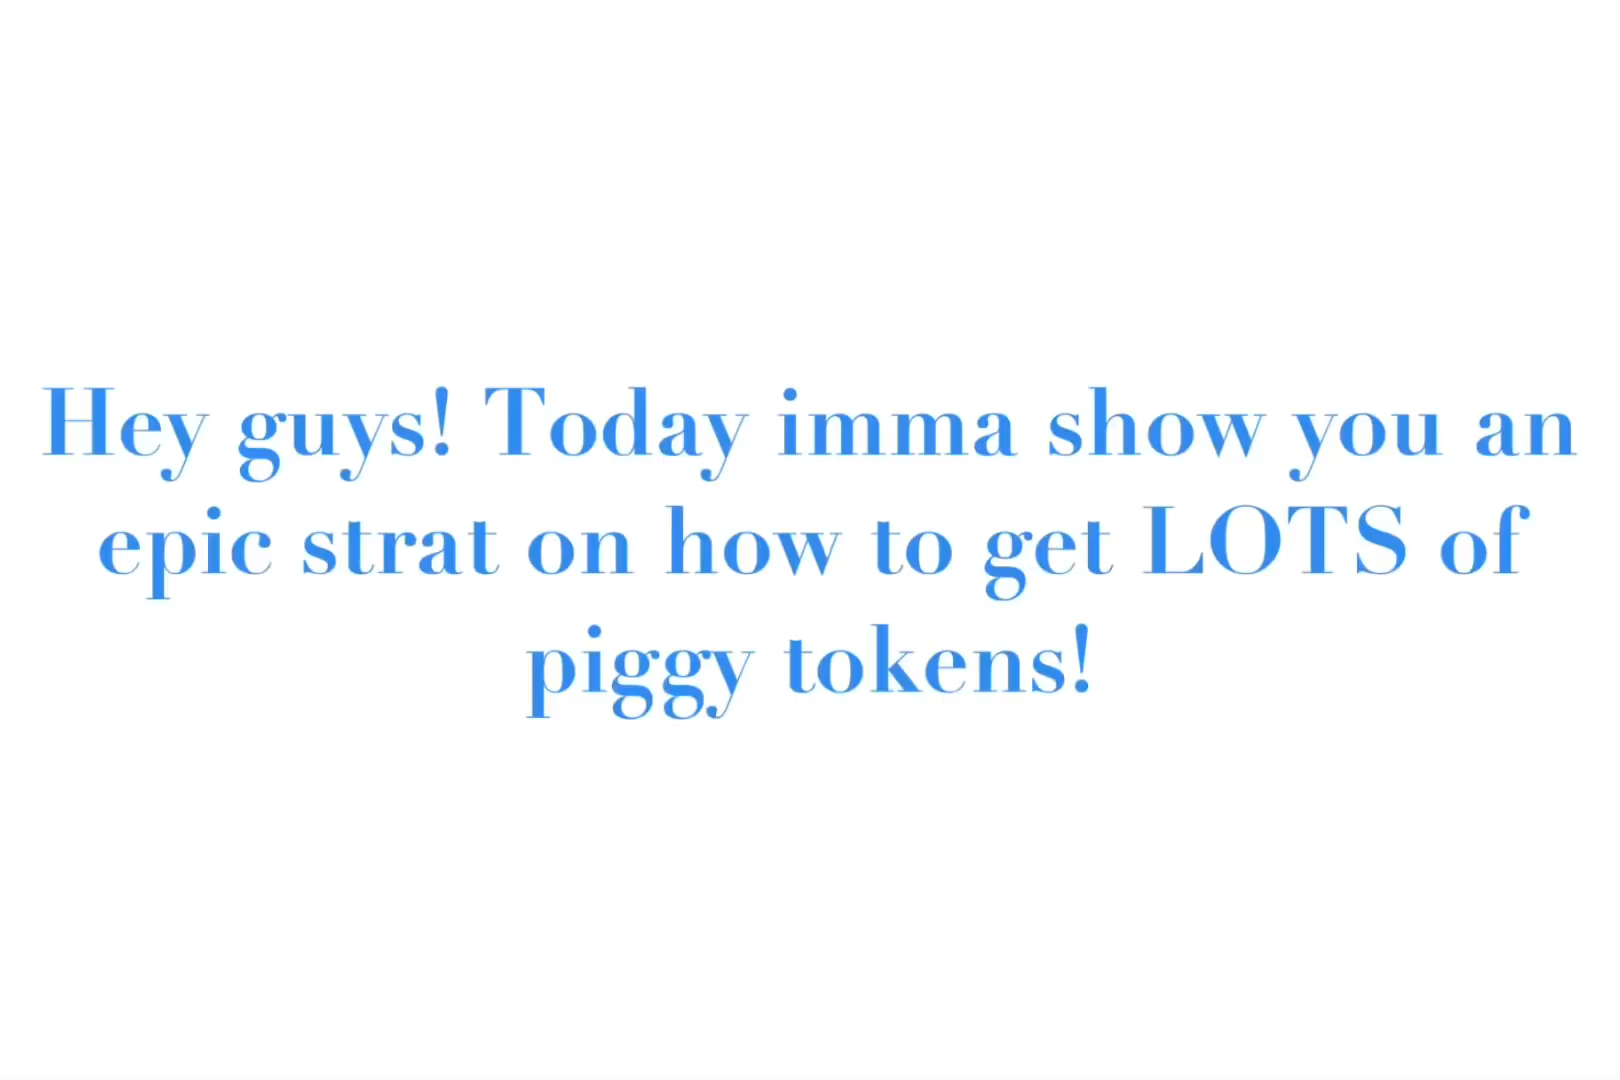 Hey guys! Today imma show you an
epic strat on how to get LOTS of
piggy tokens!